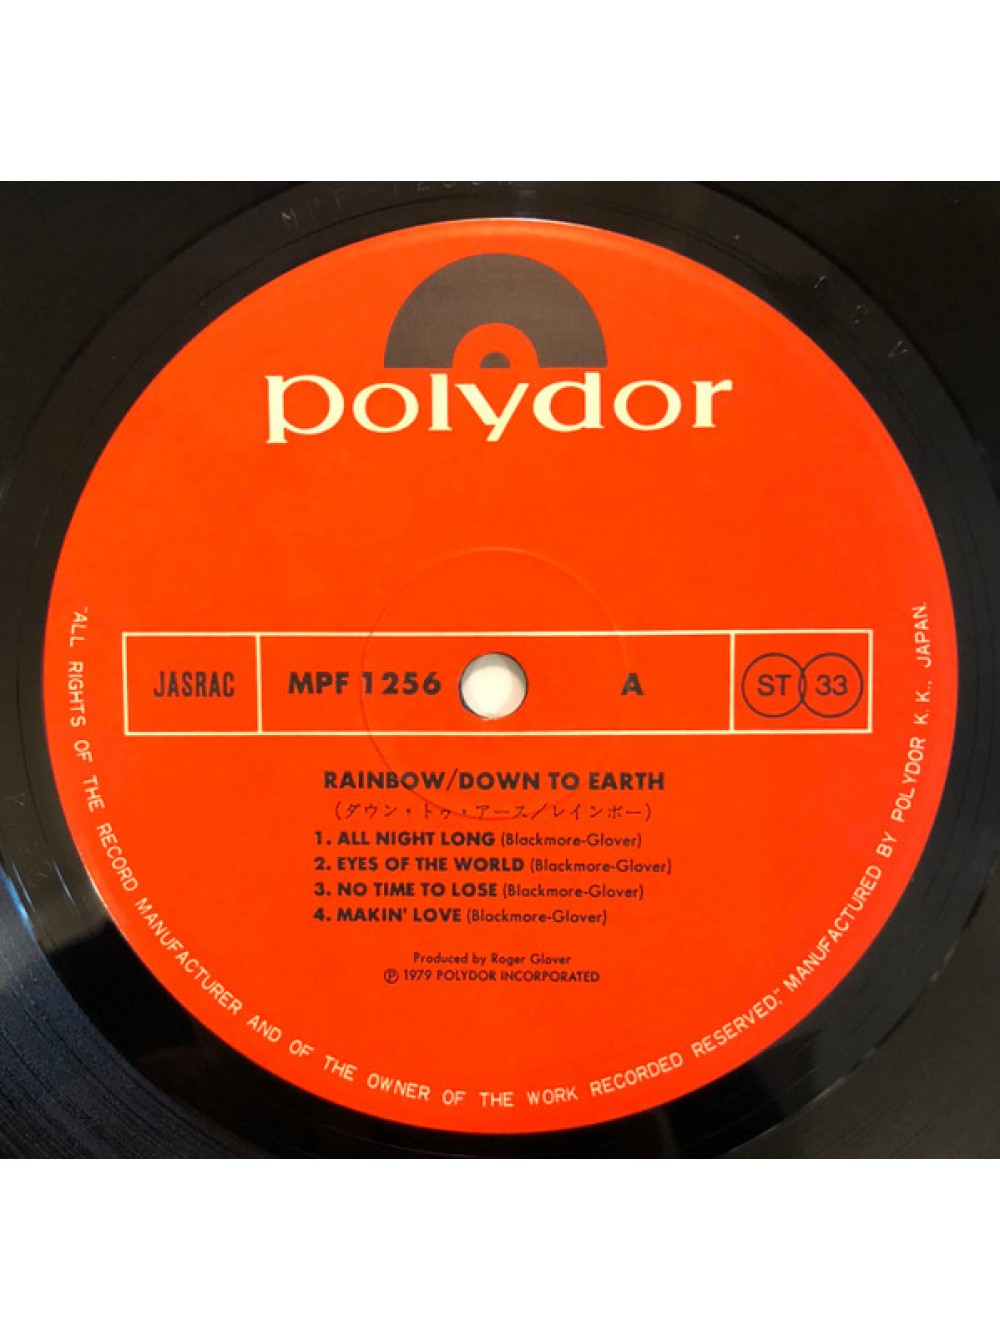 polydor
JASRAC
MPF 1256
A
ST 33
RAINBOW/DOWN TO EARTH
(ダウン・トゥ・アース/レインボー)
1. ALL NIGHT LONG (Blackmore-Glover)
2. EYES OF THE WORLD (Blackmore-Glover)
3. NO TIME TO LOSE (Blackmore-Glover)
4. MAKIN' LOVE (Blackmore-Glover)
Produced by Roger Glover
Ⓟ 1979 POLYDOR INCORPORATED
"ALL RIGHTS OF THE RECORD MANUFACTURER AND OF THE OWNER OF THE WORK RECORDED RESERVED," MANUFACTURED BY POLYDOR K. K., JAPAN.